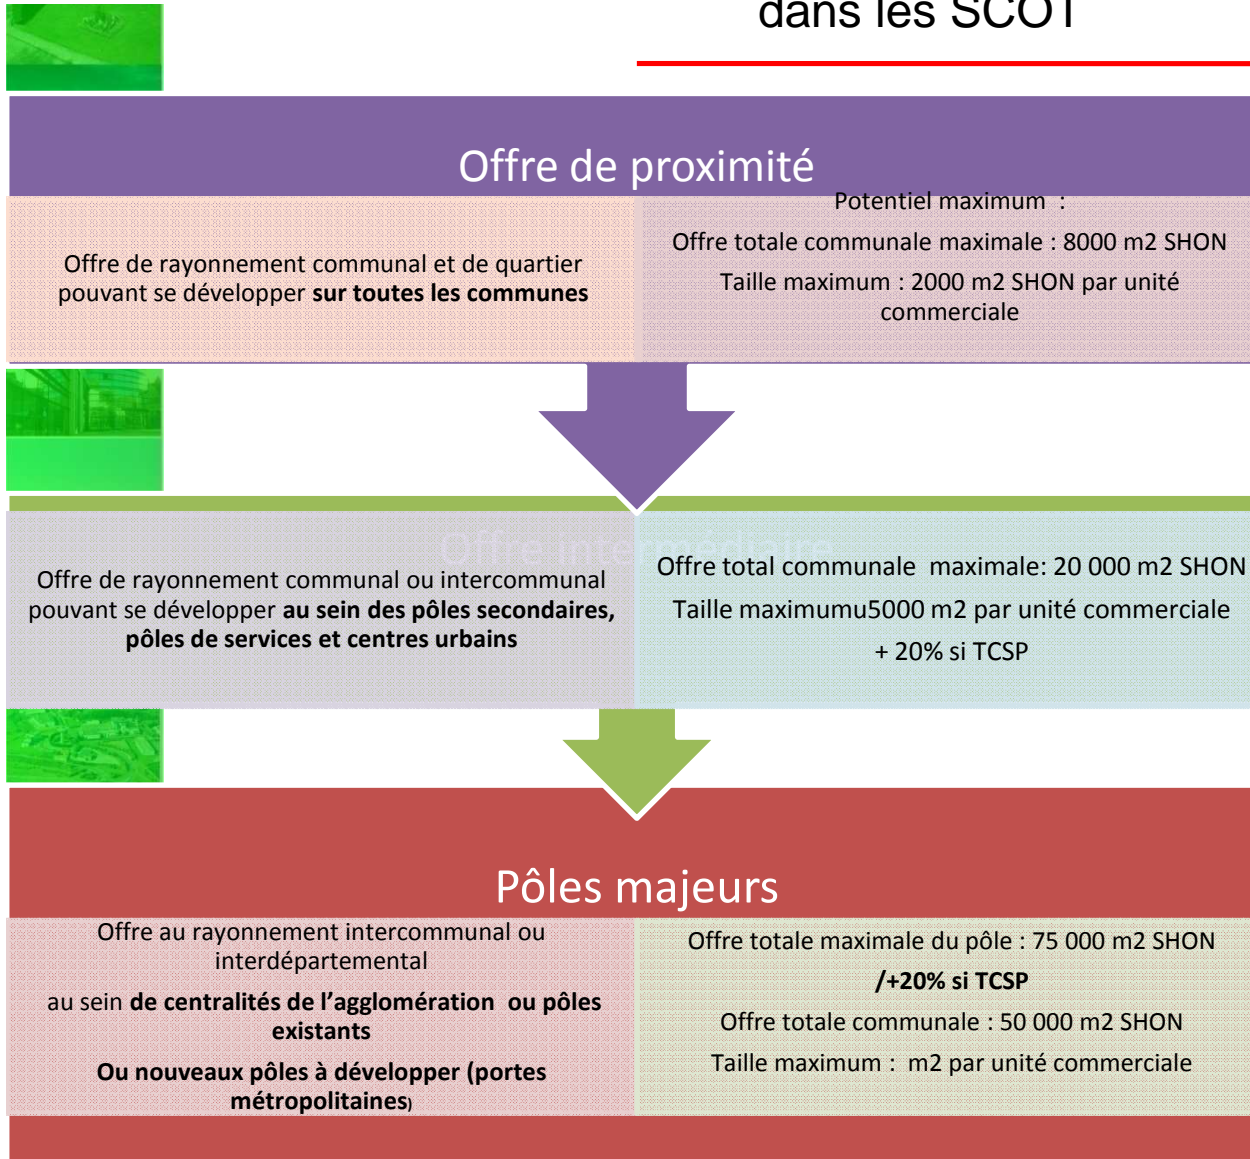 dans les SCOT
Offre de proximité
Offre de rayonnement communal et de quartier
pouvant se développer sur toutes les communes
Potentiel maximum :
Offre totale communale maximale : 8000 m2 SHON
Taille maximum : 2000 m2 SHON par unité
commerciale
Offre intermédiaire
Offre de rayonnement communal ou intercommunal
pouvant se développer au sein des pôles secondaires,
pôles de services et centres urbains
Offre total communale maximale: 20 000 m2 SHON
Taille maximumu5000 m2 par unité commerciale
+ 20% si TCSP
Pôles majeurs
Offre au rayonnement intercommunal ou
interdépartemental
au sein de centralités de l’agglomération ou pôles
existants
Ou nouveaux pôles à développer (portes
métropolitaines)
Offre totale maximale du pôle : 75 000 m2 SHON
/+20% si TCSP
Offre totale communale : 50 000 m2 SHON
Taille maximum : m2 par unité commerciale